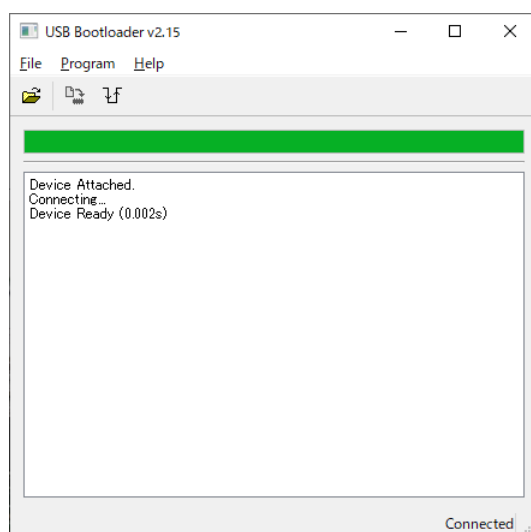 USB Bootloader v2.15
File Program Help
Device Attached.
Connecting...
Device Ready (0.002s)
Connected